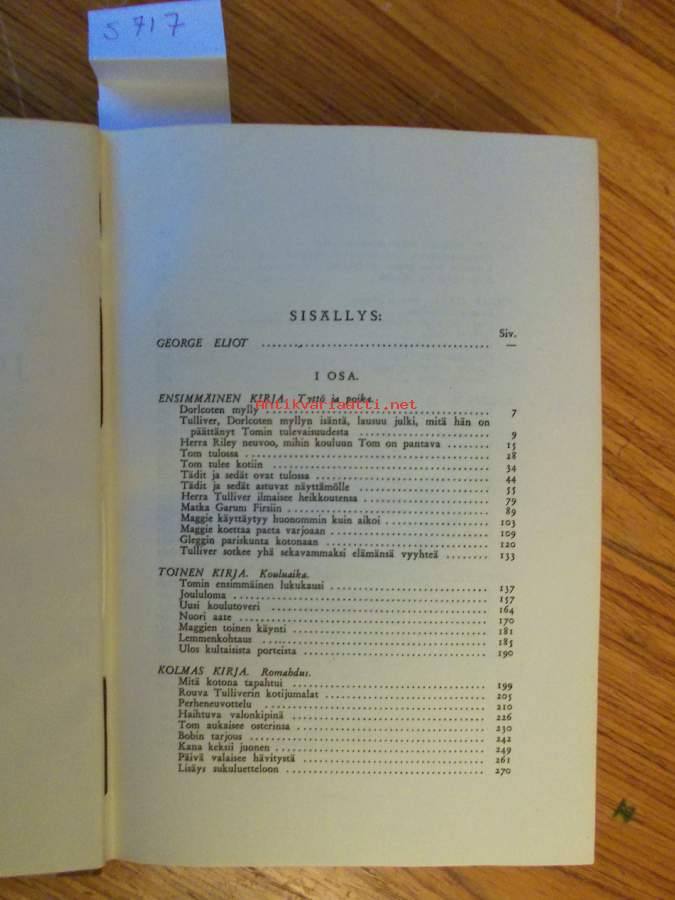 S 717
SISÄLLYS:
Siv.
GEORGE ELIOT .......... —
I OSA.
ENSIMMÄINEN KIRJA. Tyttö ja poika.
Antikvariaatti.net
Dorlcoten mylly .......... 7
Tulliver, Dorlcoten myllyn isäntä, lausuu julki, mitä hän on
päättänyt Tomin tulevaisuudesta .......... 9
Herra Riley neuvoo, mihin kouluun Tom on pantava .......... 15
Tom tulossa .......... 28
Tom tulee kotiin .......... 34
Tädit ja sedät ovat tulossa .......... 44
Tädit ja sedät astuvat näyttämölle .......... 55
Herra Tulliver ilmaisee heikkoutensa .......... 79
Matka Garum Firsiin .......... 89
Maggie käyttäytyy huonommin kuin aikoi .......... 103
Maggie koettaa paeta varjoaan .......... 109
Gleggin pariskunta kotonaan .......... 120
Tulliver sotkee yhä sekavammaksi elämänsä vyyhteä .......... 133
TOINEN KIRJA. Kouluaika.
Tomin ensimmäinen lukukausi .......... 137
Joululoma .......... 157
Uusi koulutoveri .......... 164
Nuori aate .......... 170
Maggien toinen käynti .......... 181
Lemmenkohtaus .......... 185
Ulos kultaisista porteista .......... 190
KOLMAS KIRJA. Romahdus.
Mitä kotona tapahtui .......... 199
Rouva Tulliverin kotijumalat .......... 205
Perheneuvottelu .......... 210
Haihtuva valonkipinä .......... 226
Tom aukaisee osterinsa .......... 230
Bobin tarjous .......... 242
Kana keksii juonen .......... 249
Päivä valaisee hävitystä .......... 261
Lisäys sukuluetteloon .......... 270